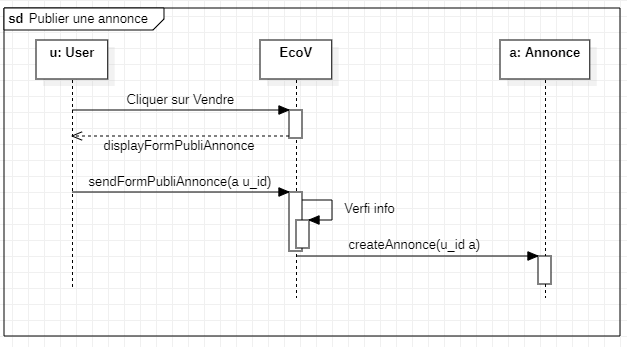 sd Publier une annonce
u: User
EcoV
a: Annonce
Cliquer sur Vendre
displayFormPubliAnnonce
sendFormPubliAnnonce(a u_id)
Verfi info
createAnnonce(u_id a)